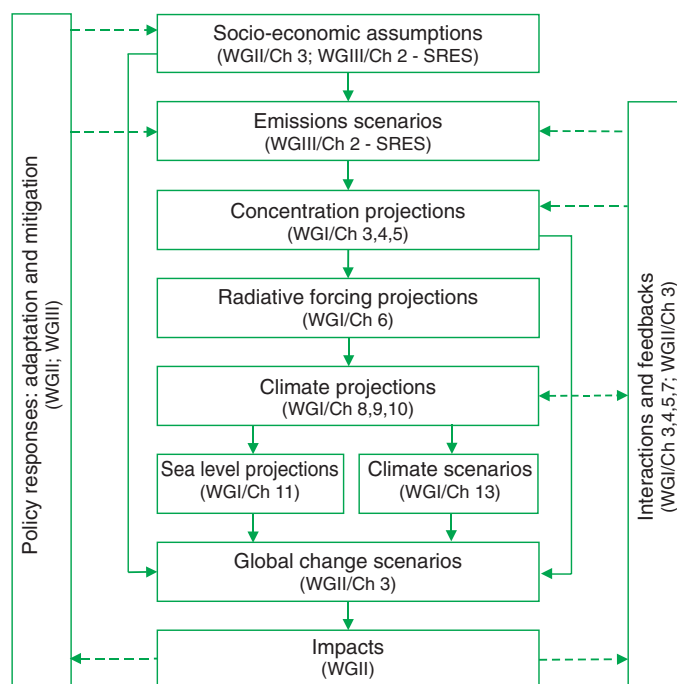 Socio-economic assumptions
(WGII/Ch 3; WGIII/Ch 2 - SRES)
Emissions scenarios
(WGIII/Ch 2 - SRES)
Concentration projections
(WGI/Ch 3,4,5)
Radiative forcing projections
(WGI/Ch 6)
Climate projections
(WGI/Ch 8,9,10)
Sea level projections
(WGI/Ch 11)
Climate scenarios
(WGI/Ch 13)
Global change scenarios
(WGII/Ch 3)
Impacts
(WGII)
Policy responses: adaptation and mitigation
(WGII; WGIII)
Interactions and feedbacks
(WGI/Ch 3,4,5,7; WGII/Ch 3)